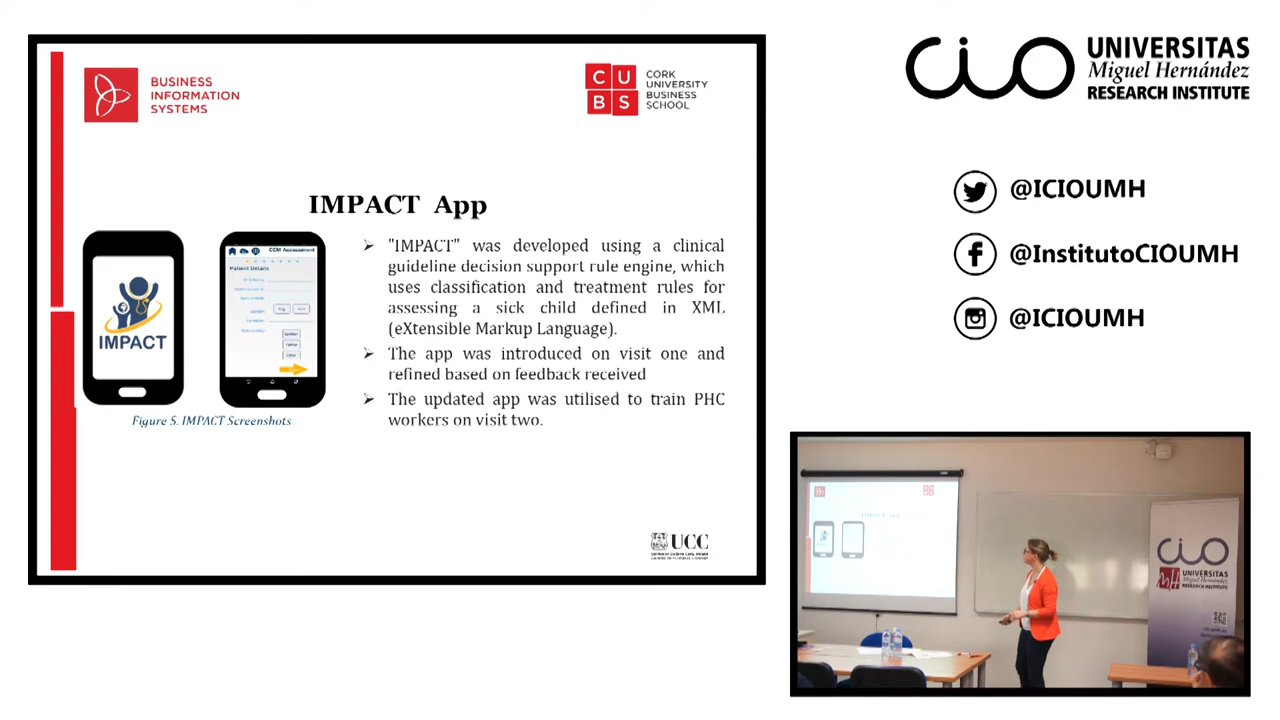 BUSINESS
INFORMATION
SYSTEMS
C U
B S
CORK
UNIVERSITY
BUSINESS
SCHOOL
IMPACT App
IMPACT
CCM Assessment
Patient Details
Figure 5. IMPACT Screenshots
➢ "IMPACT" was developed using a clinical
guideline decision support rule engine, which
uses classification and treatment rules for
assessing a sick child defined in XML
(eXtensible Markup Language).
➢ The app was introduced on visit one and
refined based on feedback received
➢ The updated app was utilised to train PHC
workers on visit two.
UCC
cio
UNIVERSITAS
Miguel Hernández
RESEARCH INSTITUTE
@ICIOUMH
@InstitutoCIOUMH
@ICIOUMH
IMPACT App
cio
UNIVERSITAS
Miguel Hernández
RESEARCH INSTITUTE